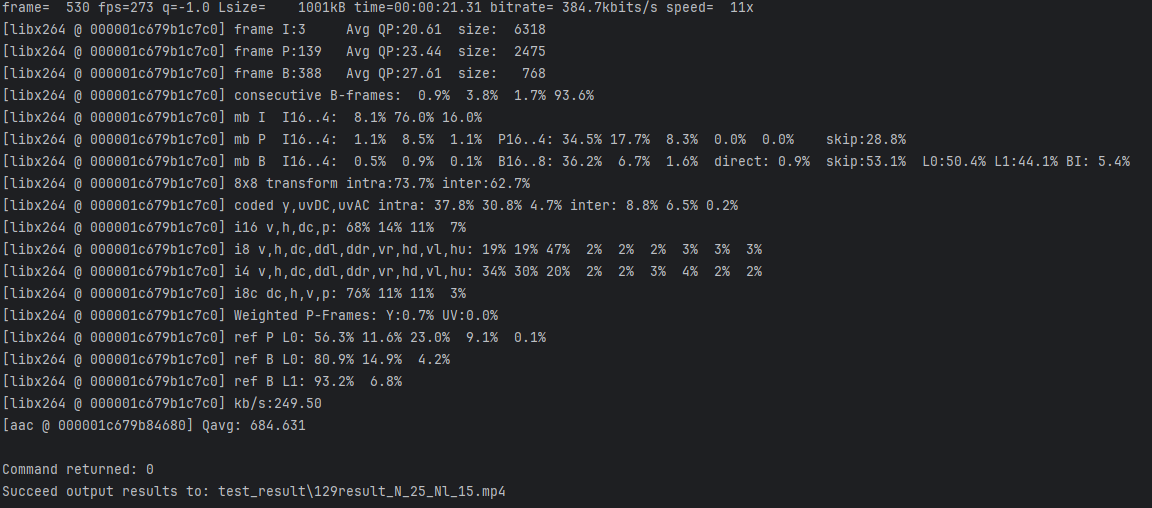 frame=  530 fps=273 q=-1.0 Lsize=    1001kB time=00:00:21.31 bitrate= 384.7kbits/s speed=  11x
[libx264 @ 000001c679b1c7c0] frame I:3     Avg QP:20.61  size:  6318
[libx264 @ 000001c679b1c7c0] frame P:139   Avg QP:23.44  size:  2475
[libx264 @ 000001c679b1c7c0] frame B:388   Avg QP:27.61  size:   768
[libx264 @ 000001c679b1c7c0] consecutive B-frames:  0.9%  3.8%  1.7% 93.6%
[libx264 @ 000001c679b1c7c0] mb I  I16..4:  8.1% 76.0% 16.0%
[libx264 @ 000001c679b1c7c0] mb P  I16..4:  1.1%  8.5%  1.1%  P16..4: 34.5% 17.7%  8.3%  0.0%  0.0%    skip:28.8%
[libx264 @ 000001c679b1c7c0] mb B  I16..4:  0.5%  0.9%  0.1%  B16..8: 36.2%  6.7%  1.6%  direct: 0.9%  skip:53.1%  L0:50.4% L1:44.1% BI: 5.4%
[libx264 @ 000001c679b1c7c0] 8x8 transform intra:73.7% inter:62.7%
[libx264 @ 000001c679b1c7c0] coded y,uvDC,uvAC intra: 37.8% 30.8% 4.7% inter: 8.8% 6.5% 0.2%
[libx264 @ 000001c679b1c7c0] i16 v,h,dc,p: 68% 14% 11%  7%
[libx264 @ 000001c679b1c7c0] i8 v,h,dc,ddl,ddr,vr,hd,vl,hu: 19% 19% 47%  2%  2%  2%  3%  3%  3%
[libx264 @ 000001c679b1c7c0] i4 v,h,dc,ddl,ddr,vr,hd,vl,hu: 34% 30% 20%  2%  2%  3%  4%  2%  2%
[libx264 @ 000001c679b1c7c0] i8c dc,h,v,p: 76% 11% 11%  3%
[libx264 @ 000001c679b1c7c0] Weighted P-Frames: Y:0.7% UV:0.0%
[libx264 @ 000001c679b1c7c0] ref P L0: 56.3% 11.6% 23.0%  9.1%  0.1%
[libx264 @ 000001c679b1c7c0] ref B L0: 80.9% 14.9%  4.2%
[libx264 @ 000001c679b1c7c0] ref B L1: 93.2%  6.8%
[libx264 @ 000001c679b1c7c0] kb/s:249.50
[aac @ 000001c679b84680] Qavg: 684.631
Command returned: 0
Succeed output results to: test_result\129result_N_25_Nl_15.mp4